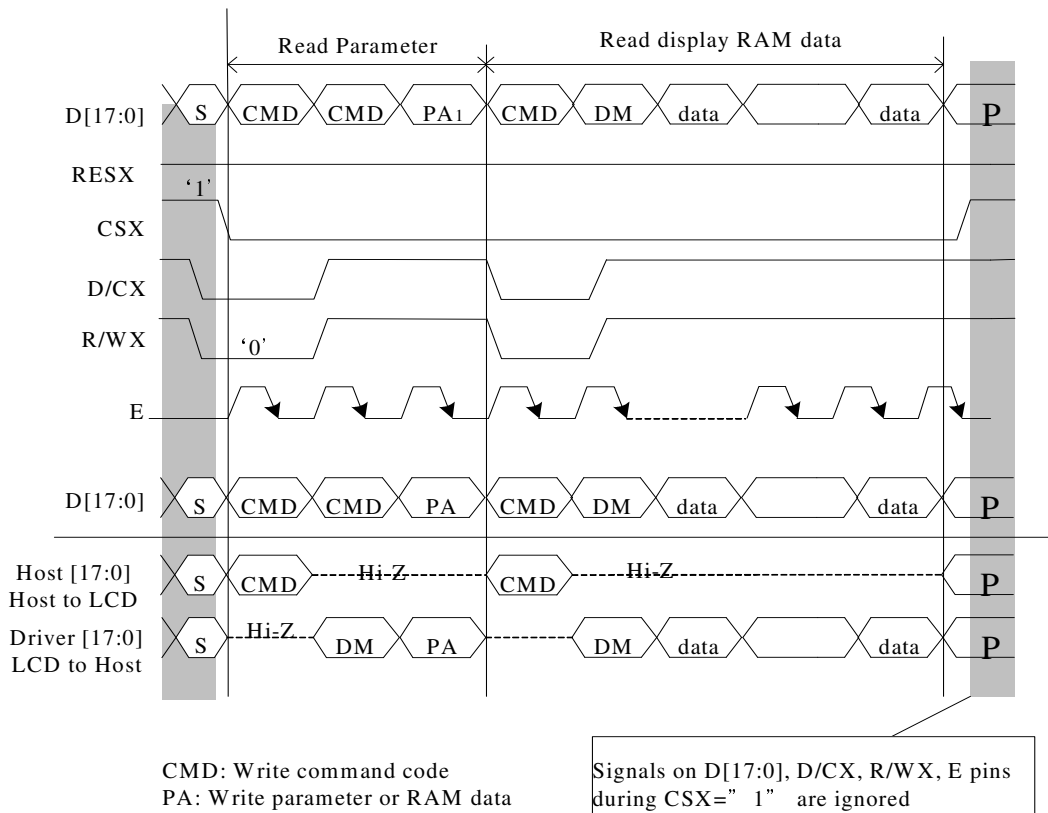 Read Parameter
Read display RAM data
D[17:0] S CMD CMD PA1 CMD DM data data P
RESX
‘1’
CSX
D/CX
R/WX ‘0’
E
D[17:0] S CMD CMD PA CMD DM data data P
Host [17:0] S CMD Hi-Z CMD Hi-Z P
Host to LCD
Driver [17:0] S Hi-Z DM PA DM data data P
LCD to Host
CMD: Write command code
PA: Write parameter or RAM data
Signals on D[17:0], D/CX, R/WX, E pins
during CSX=” 1” are ignored